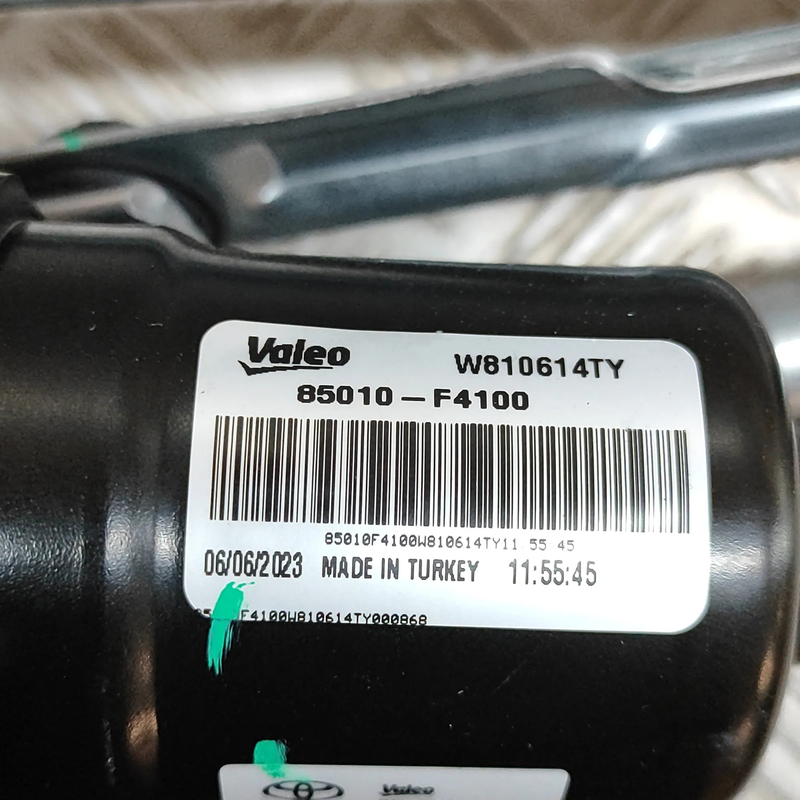 Valeo W810614TY
85010-F4100
85010F4100W810614TY11 55 45
06/06/2023 MADE IN TURKEY 11:55:45
F4100W810614TY000868
Valeo